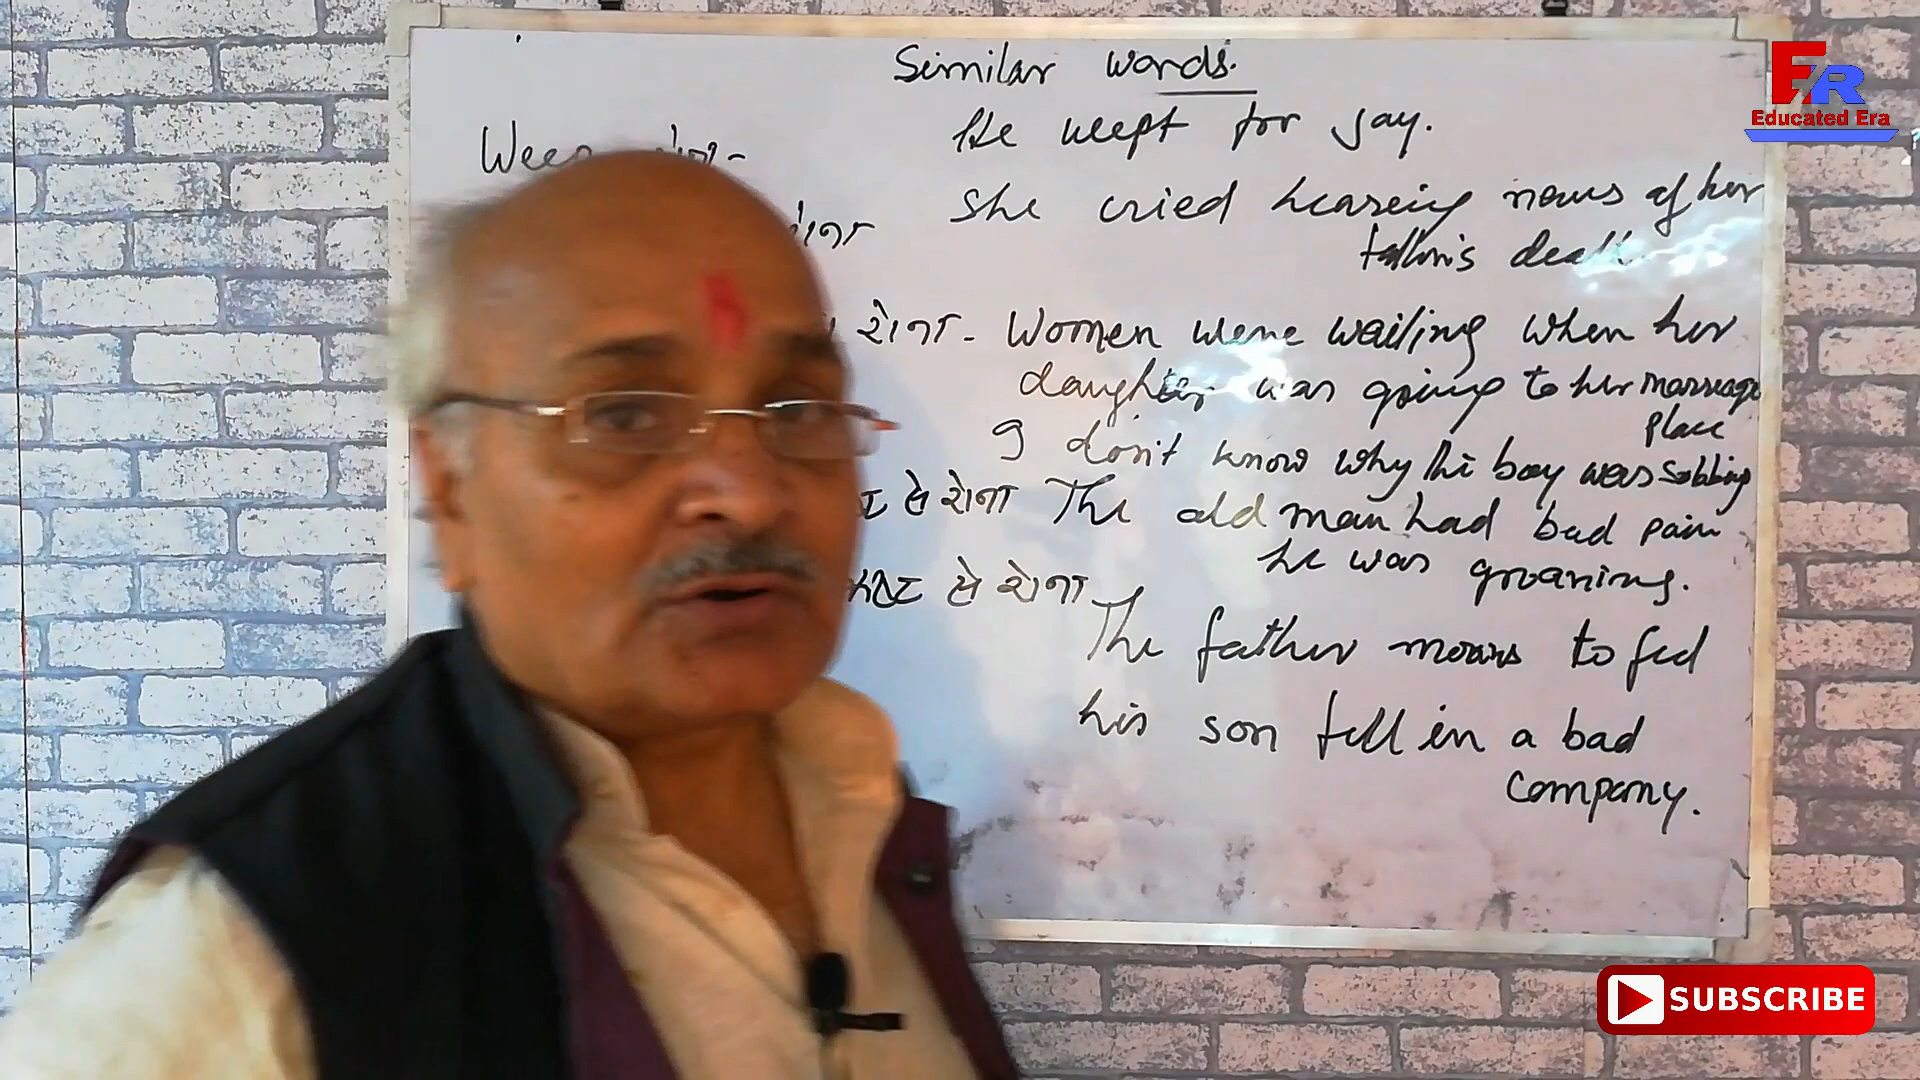 Similar words.
He wept for Joy.
She cried hearing news of her
father's death
रोना - Women were wailing when her
daughter was going to her marriage
place
I don't know why the boy was sobbing
से रोना The old man had bad pain
he was groaning.
से रोना
The father moans to fed
his son fell in a bad
company.
Educated Era
SUBSCRIBE